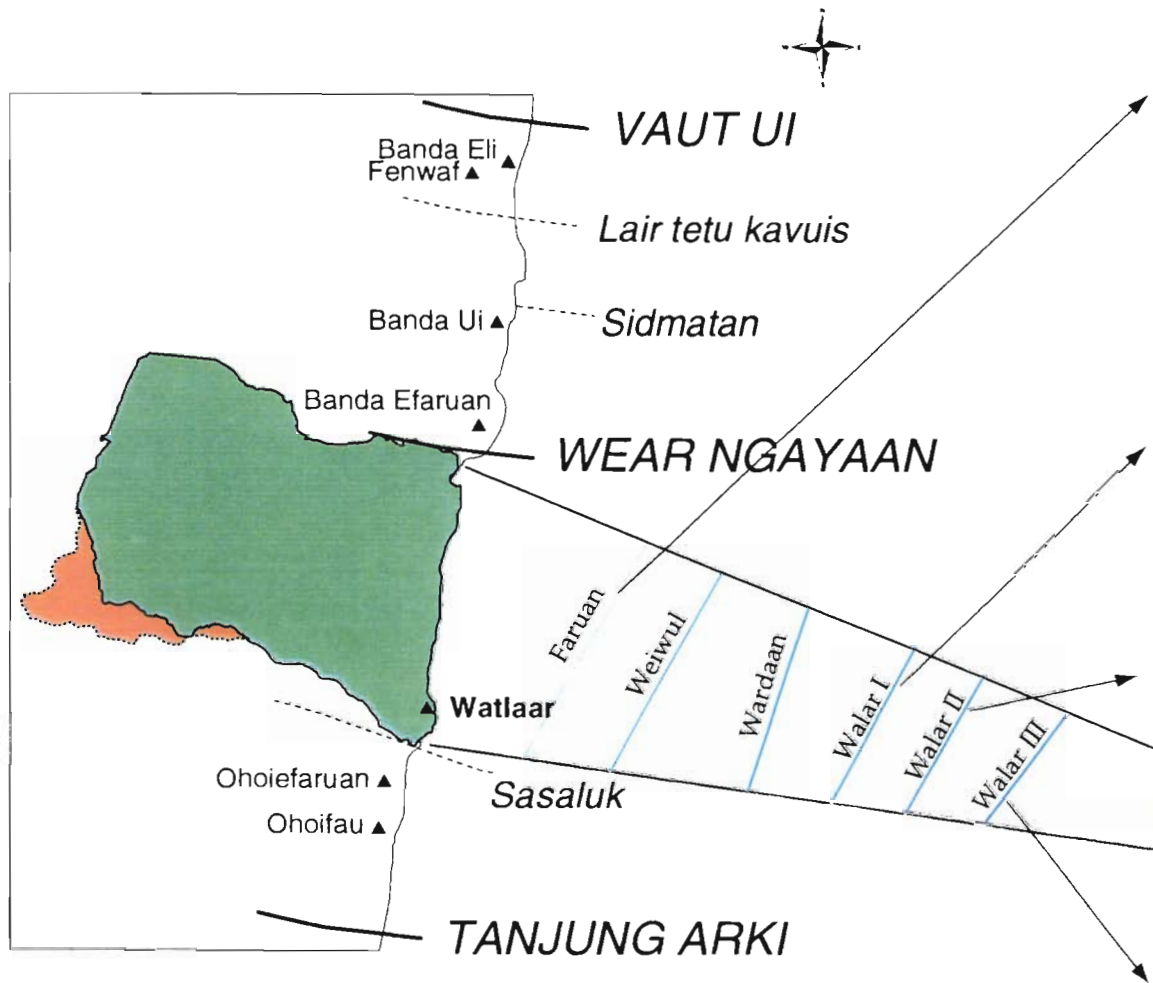 VAUT UI
Banda Eli
Fenwaf
Lair tetu kavuis
Banda Ui
Sidmatan
Banda Efaruan
WEAR NGAYAAN
Faruan
Weiwul
Wardaan
Walar I
Walar II
Walar III
Watlaar
Ohoiefaruan
Sasaluk
Ohoifau
TANJUNG ARKI